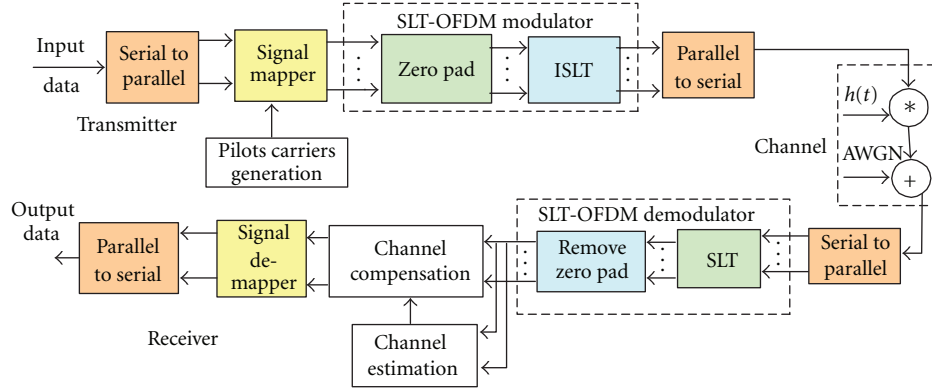 SLT-OFDM modulator
Input
data
Serial to
parallel
Signal
mapper
Zero pad
ISLT
Parallel
to serial
Transmitter
Pilots carriers
generation
h(t)
*
Channel
AWGN
+
Output
data
SLT-OFDM demodulator
Parallel
to serial
Signal
de-
mapper
Channel
compensation
Remove
zero pad
SLT
Serial to
parallel
Receiver
Channel
estimation